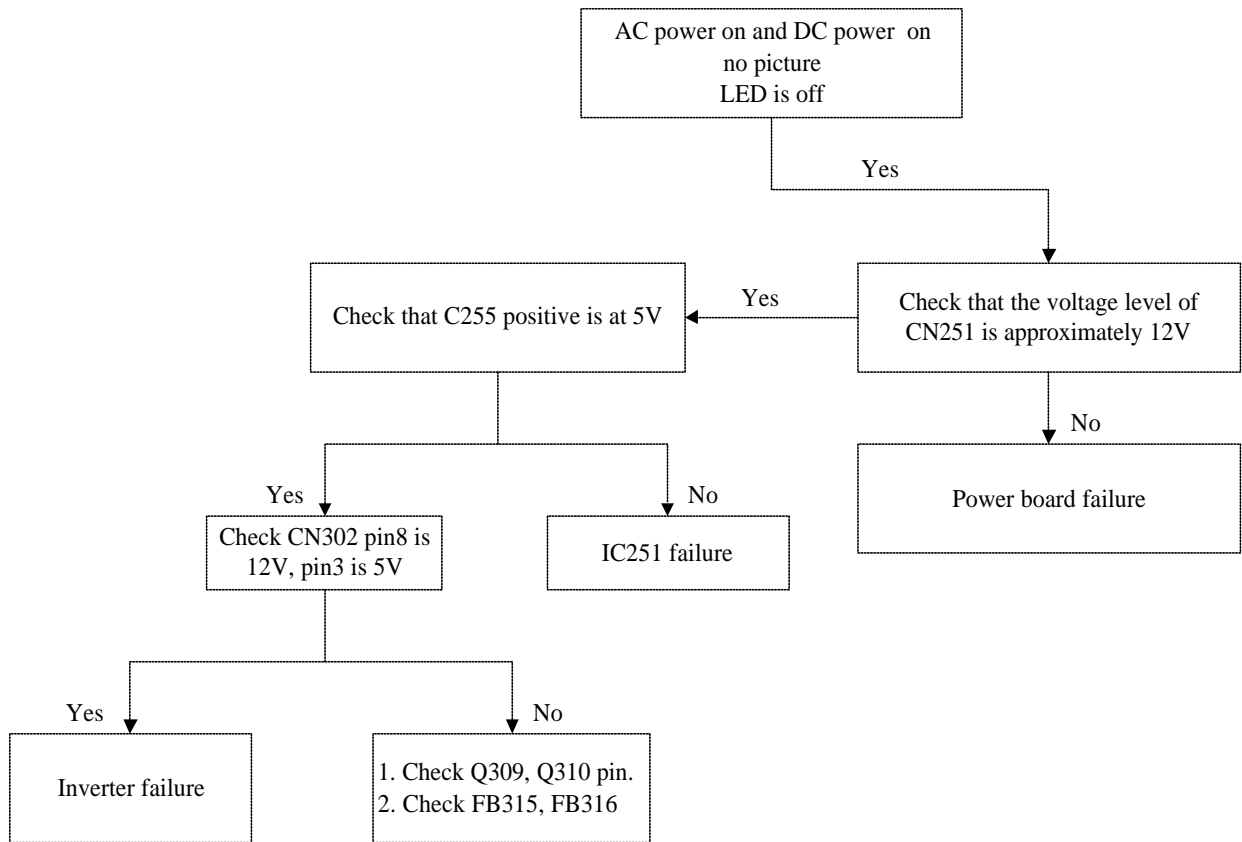 AC power on and DC power on
no picture
LED is off
Yes
Check that the voltage level of
CN251 is approximately 12V
Yes
Check that C255 positive is at 5V
No
Power board failure
Yes
No
Check CN302 pin8 is
12V, pin3 is 5V
IC251 failure
Yes
No
Inverter failure
1. Check Q309, Q310 pin.
2. Check FB315, FB316